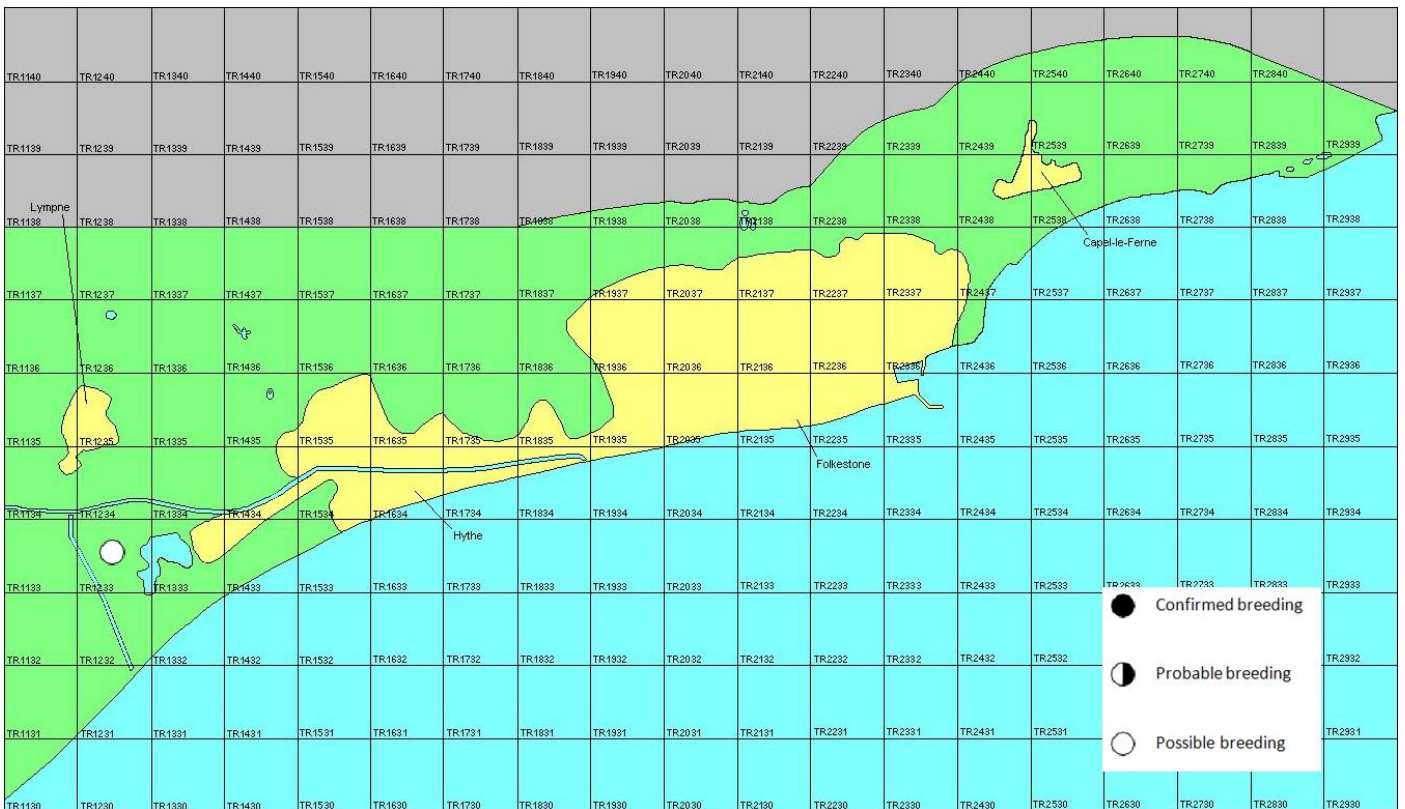 TR1140 TR1240 TR1340 TR1440 TR1540 TR1640 TR1740 TR1840 TR1940 TR2040 TR2140 TR2240 TR2340 TR2440 TR2540 TR2640 TR2740 TR2840
TR1139 TR1239 TR1339 TR1439 TR1539 TR1639 TR1739 TR1839 TR1939 TR2039 TR2139 TR2239 TR2339 TR2439 TR2539 TR2639 TR2739 TR2839 TR2939
Lympne
TR1138 TR1238 TR1338 TR1438 TR1538 TR1638 TR1738 TR1838 TR1938 TR2038 TR2138 TR2238 TR2338 TR2438 TR2538 TR2638 TR2738 TR2838 TR2938
Capel-le-Ferne
TR1137 TR1237 TR1337 TR1437 TR1537 TR1637 TR1737 TR1837 TR1937 TR2037 TR2137 TR2237 TR2337 TR2437 TR2537 TR2637 TR2737 TR2837 TR2937
TR1136 TR1236 TR1336 TR1436 TR1536 TR1636 TR1736 TR1836 TR1936 TR2036 TR2136 TR2236 TR2336 TR2436 TR2536 TR2636 TR2736 TR2836 TR2936
TR1135 TR1235 TR1335 TR1435 TR1535 TR1635 TR1735 TR1835 TR1935 TR2035 TR2135 TR2235 TR2335 TR2435 TR2535 TR2635 TR2735 TR2835 TR2935
Folkestone
TR1134 TR1234 TR1334 TR1434 TR1534 TR1634 TR1734 TR1834 TR1934 TR2034 TR2134 TR2234 TR2334 TR2434 TR2534 TR2634 TR2734 TR2834 TR2934
Hythe
TR1133 TR1233 TR1333 TR1433 TR1533 TR1633 TR1733 TR1833 TR1933 TR2033 TR2133 TR2233 TR2333 TR2433 TR2533 TR2633 TR2733 TR2833 TR2933
Confirmed breeding
TR1132 TR1232 TR1332 TR1432 TR1532 TR1632 TR1732 TR1832 TR1932 TR2032 TR2132 TR2232 TR2332 TR2432 TR2532 TR2932
Probable breeding
TR1131 TR1231 TR1331 TR1431 TR1531 TR1631 TR1731 TR1831 TR1931 TR2031 TR2131 TR2231 TR2331 TR2431 TR2531 TR2931
Possible breeding
TR1130 TR1230 TR1330 TR1430 TR1530 TR1630 TR1730 TR1830 TR1930 TR2030 TR2130 TR2230 TR2330 TR2430 TR2530 TR2630 TR2730 TR2830 TR2930